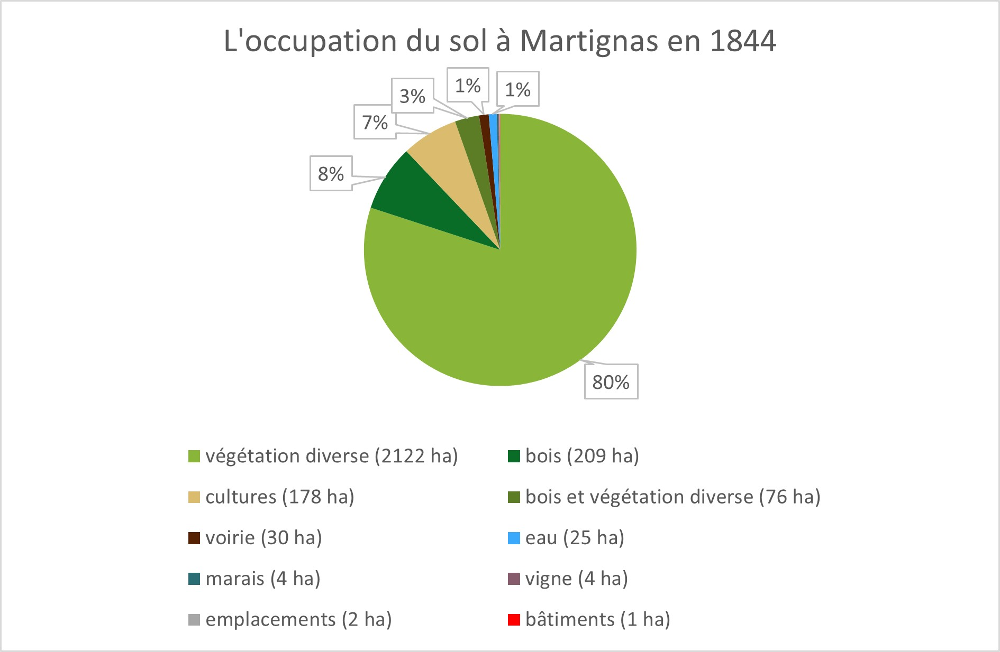 L'occupation du sol à Martignas en 1844
1%
1%
3%
7%
8%
80%
végétation diverse (2122 ha)
bois (209 ha)
cultures (178 ha)
bois et végétation diverse (76 ha)
voirie (30 ha)
eau (25 ha)
marais (4 ha)
vigne (4 ha)
emplacements (2 ha)
bâtiments (1 ha)